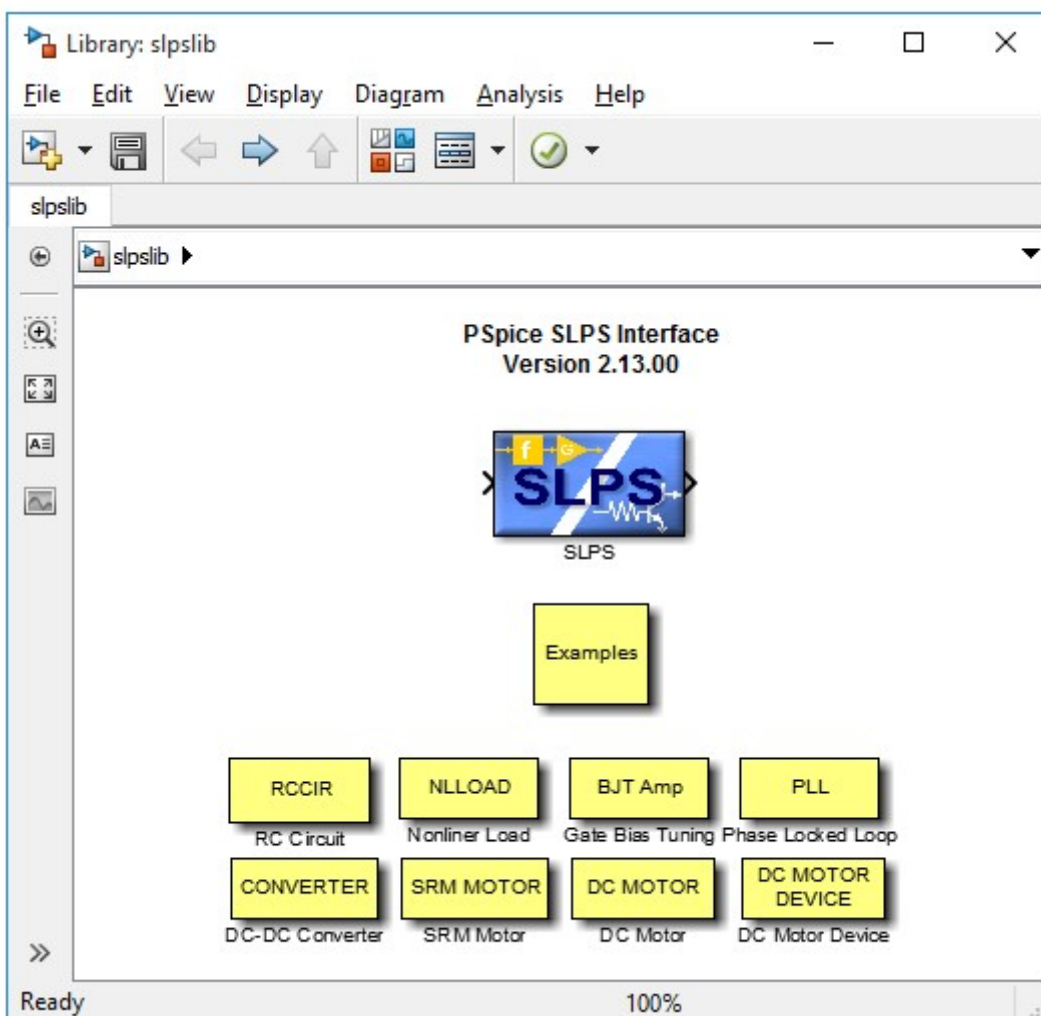 Library: slpslib
File Edit View Display Diagram Analysis Help
slpslib
slpslib
PSpice SLPS Interface
Version 2.13.00
f G
SLPS
SLPS
Examples
RCCIR NLLOAD BJT Amp PLL
RC Circuit Nonliner Load Gate Bias Tuning Phase Locked Loop
CONVERTER SRM MOTOR DC MOTOR DC MOTOR
DEVICE
DC-DC Converter SRM Motor DC Motor DC Motor Device
Ready 100%